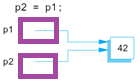 p2 = p1;
p1
42
p2